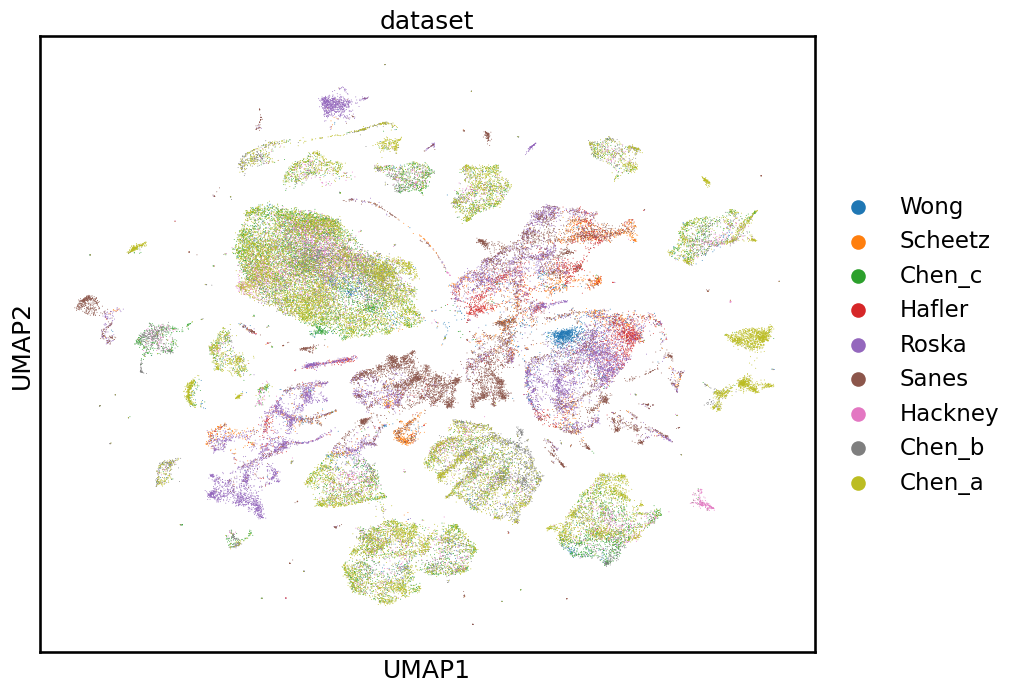 dataset
UMAP2
UMAP1
Wong
Scheetz
Chen_c
Hafler
Roska
Sanes
Hackney
Chen_b
Chen_a